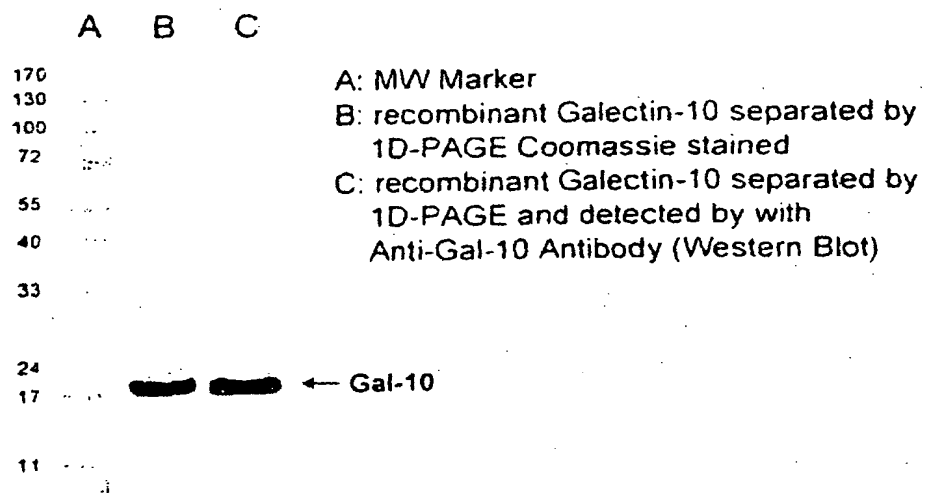 A B C
170
130
100
72
55
40
33
24
17
11
A: MW Marker
B: recombinant Galectin-10 separated by
1D-PAGE Coomassie stained
C: recombinant Galectin-10 separated by
1D-PAGE and detected by with
Anti-Gal-10 Antibody (Western Blot)
Gal-10